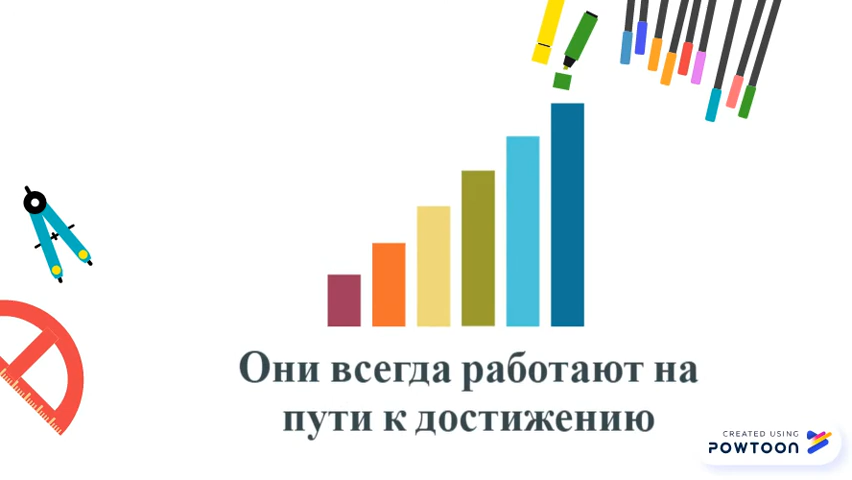 Они всегда работают на
пути к достижению
CREATED USING
POWTOON